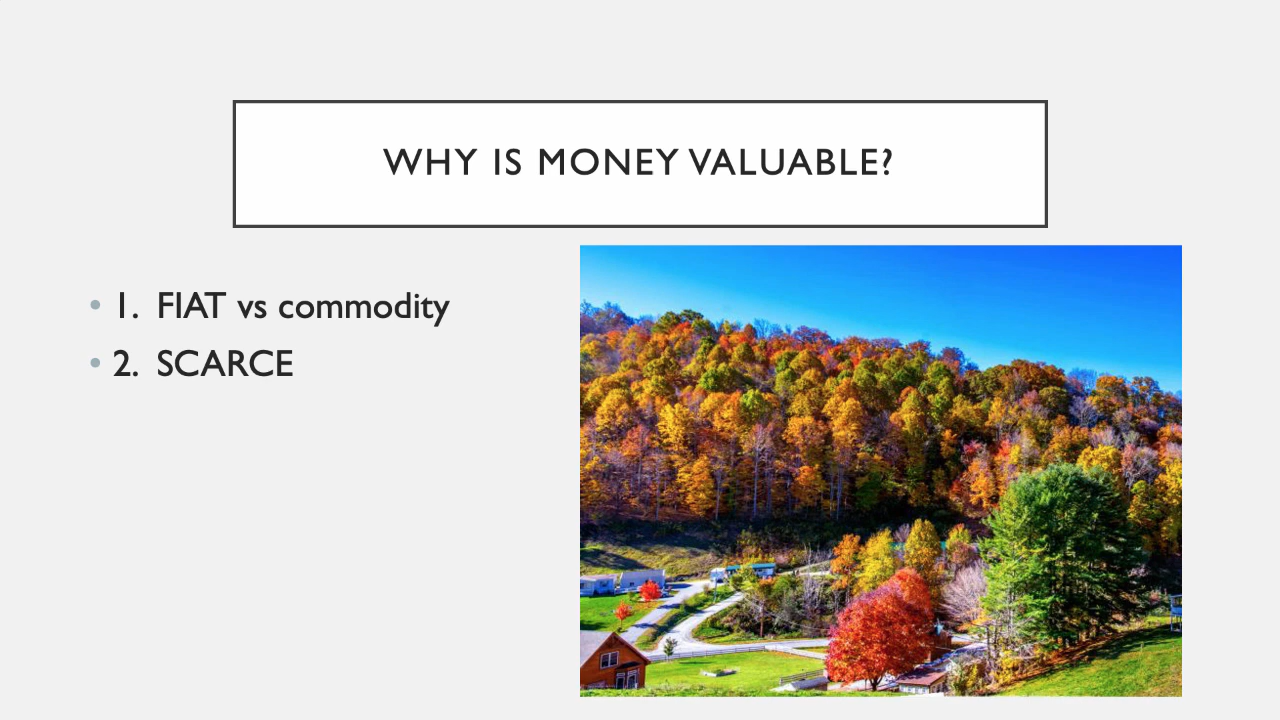 WHY IS MONEY VALUABLE?
• 1. FIAT vs commodity
• 2. SCARCE